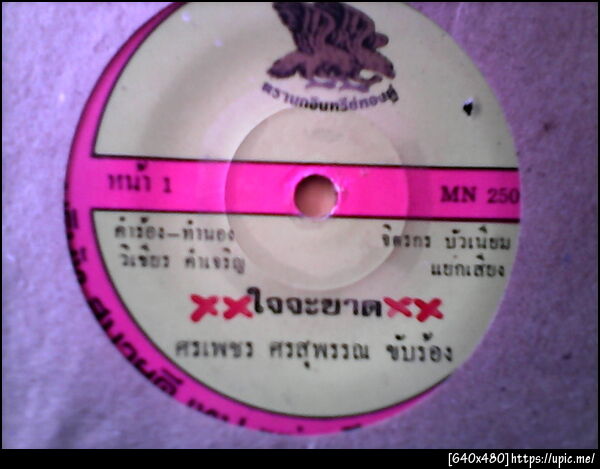 ตรานกอินทรีย์ทองคู่
หน้า 1 MN 250
คำร้อง-ทำนอง จิตรกร บัวเนียม
วิเชียร คำเจริญ แยกเสียง
××ใจจะขาด××
ศรเพชร ศรสุพรรณ ขับร้อง
[640x480]https://upic.me/